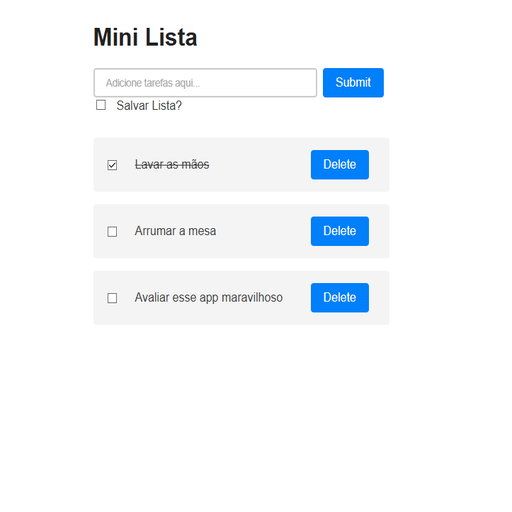 Mini Lista
Adicione tarefas aqui... Submit
Salvar Lista?
Lavar as mãos Delete
Arrumar a mesa Delete
Avaliar esse app maravilhoso Delete